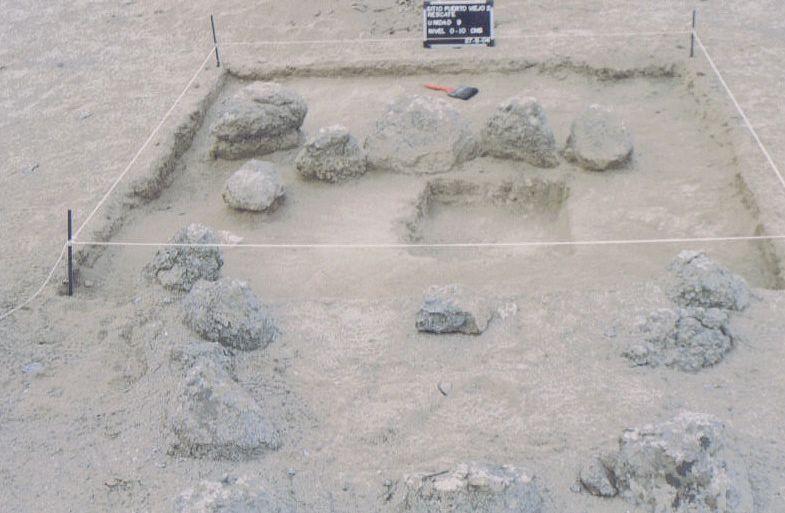 SITIO PUERTO VIEJO 2
RESCATE
UNIDAD 9
NIVEL 0-10 CMS